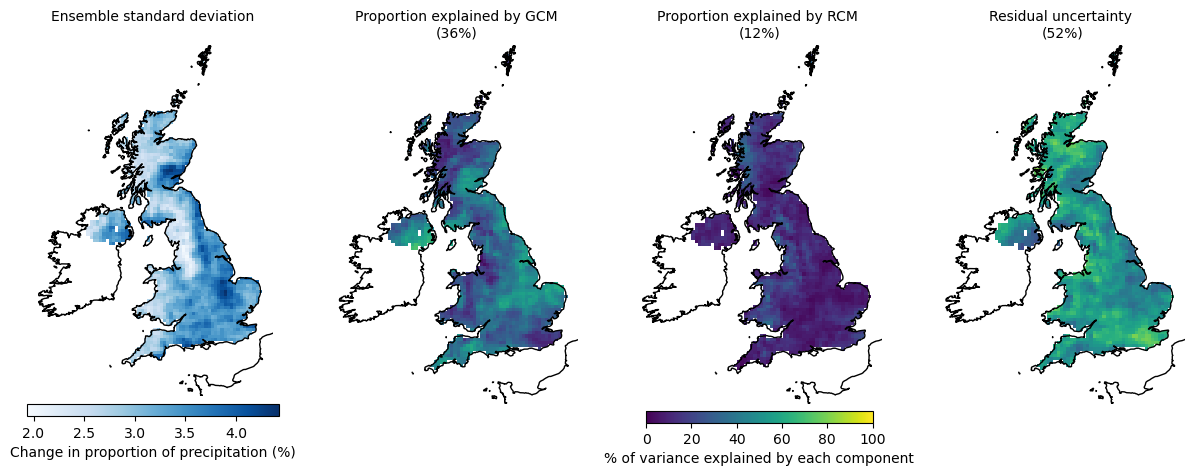 Ensemble standard deviation
Proportion explained by GCM
(36%)
Proportion explained by RCM
(12%)
Residual uncertainty
(52%)
2.0 2.5 3.0 3.5 4.0
Change in proportion of precipitation (%)
0 20 40 60 80 100
% of variance explained by each component